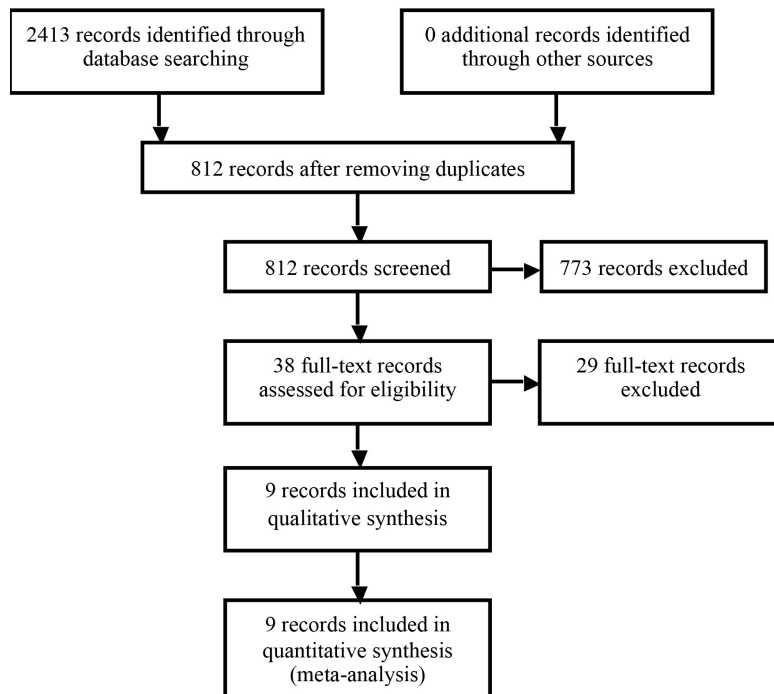 2413 records identified through
database searching
0 additional records identified
through other sources
812 records after removing duplicates
812 records screened
773 records excluded
38 full-text records
assessed for eligibility
29 full-text records
excluded
9 records included in
qualitative synthesis
9 records included in
quantitative synthesis
(meta-analysis)